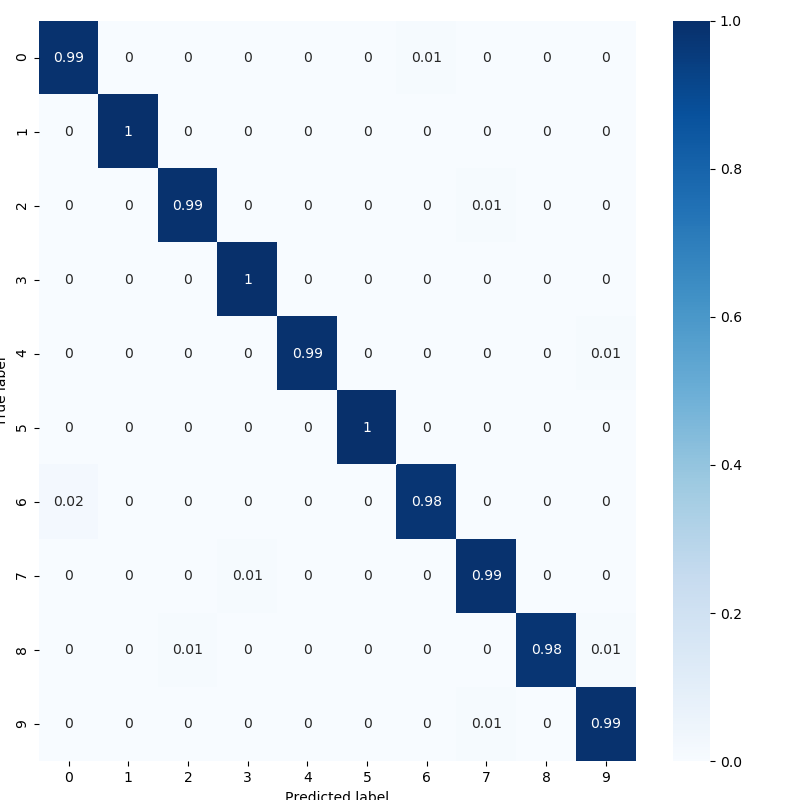 0 0.99 0 0 0 0 0 0.01 0 0 0
1 0 1 0 0 0 0 0 0 0 0
2 0 0 0.99 0 0 0 0 0.01 0 0
3 0 0 0 1 0 0 0 0 0 0
4 0 0 0 0 0.99 0 0 0 0 0.01
5 0 0 0 0 0 1 0 0 0 0
6 0.02 0 0 0 0 0 0.98 0 0 0
7 0 0 0 0.01 0 0 0 0.99 0 0
8 0 0 0.01 0 0 0 0 0 0.98 0.01
9 0 0 0 0 0 0 0 0.01 0 0.99
0 1 2 3 4 5 6 7 8 9
Predicted label
True label
1.0
0.8
0.6
0.4
0.2
0.0